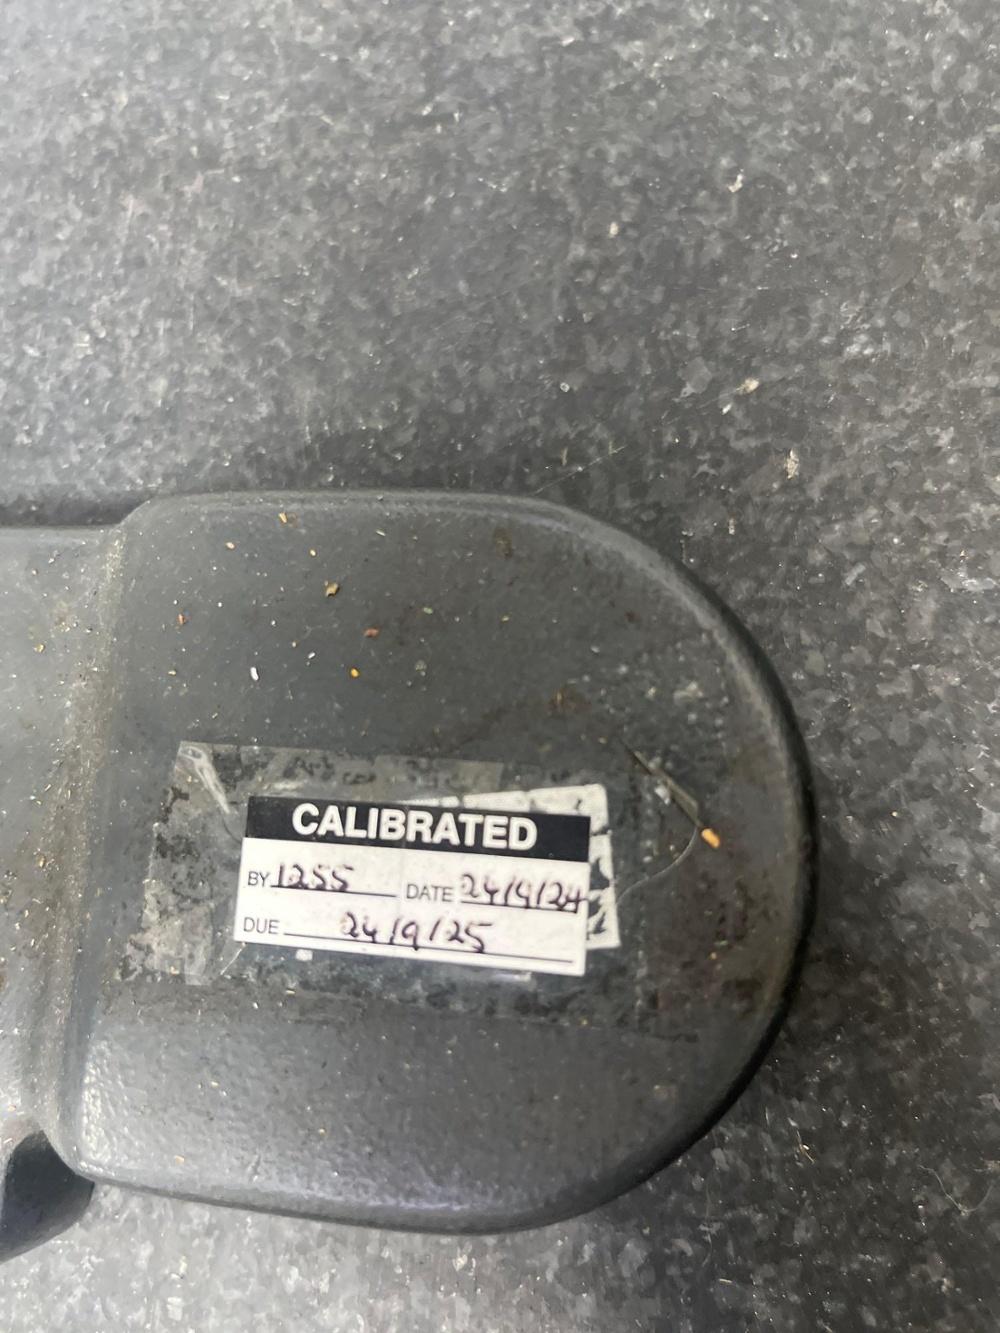 CALIBRATED
BY 1255 DATE 24/9/24
DUE 24/9/25